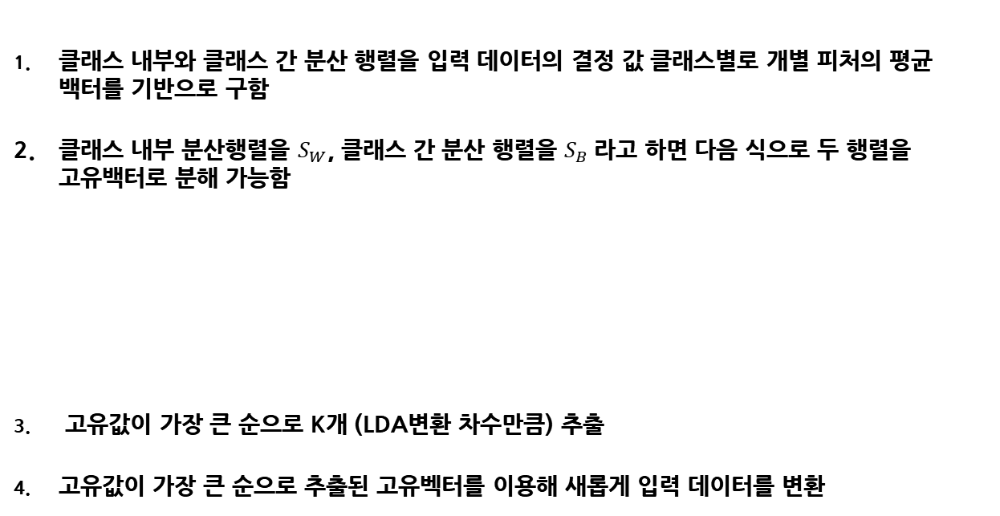 1. 클래스 내부와 클래스 간 분산 행렬을 입력 데이터의 결정 값 클래스별로 개별 피처의 평균
백터를 기반으로 구함
2. 클래스 내부 분산행렬을 S_W, 클래스 간 분산 행렬을 S_B 라고 하면 다음 식으로 두 행렬을
고유백터로 분해 가능함
3. 고유값이 가장 큰 순으로 K개 (LDA변환 차수만큼) 추출
4. 고유값이 가장 큰 순으로 추출된 고유벡터를 이용해 새롭게 입력 데이터를 변환